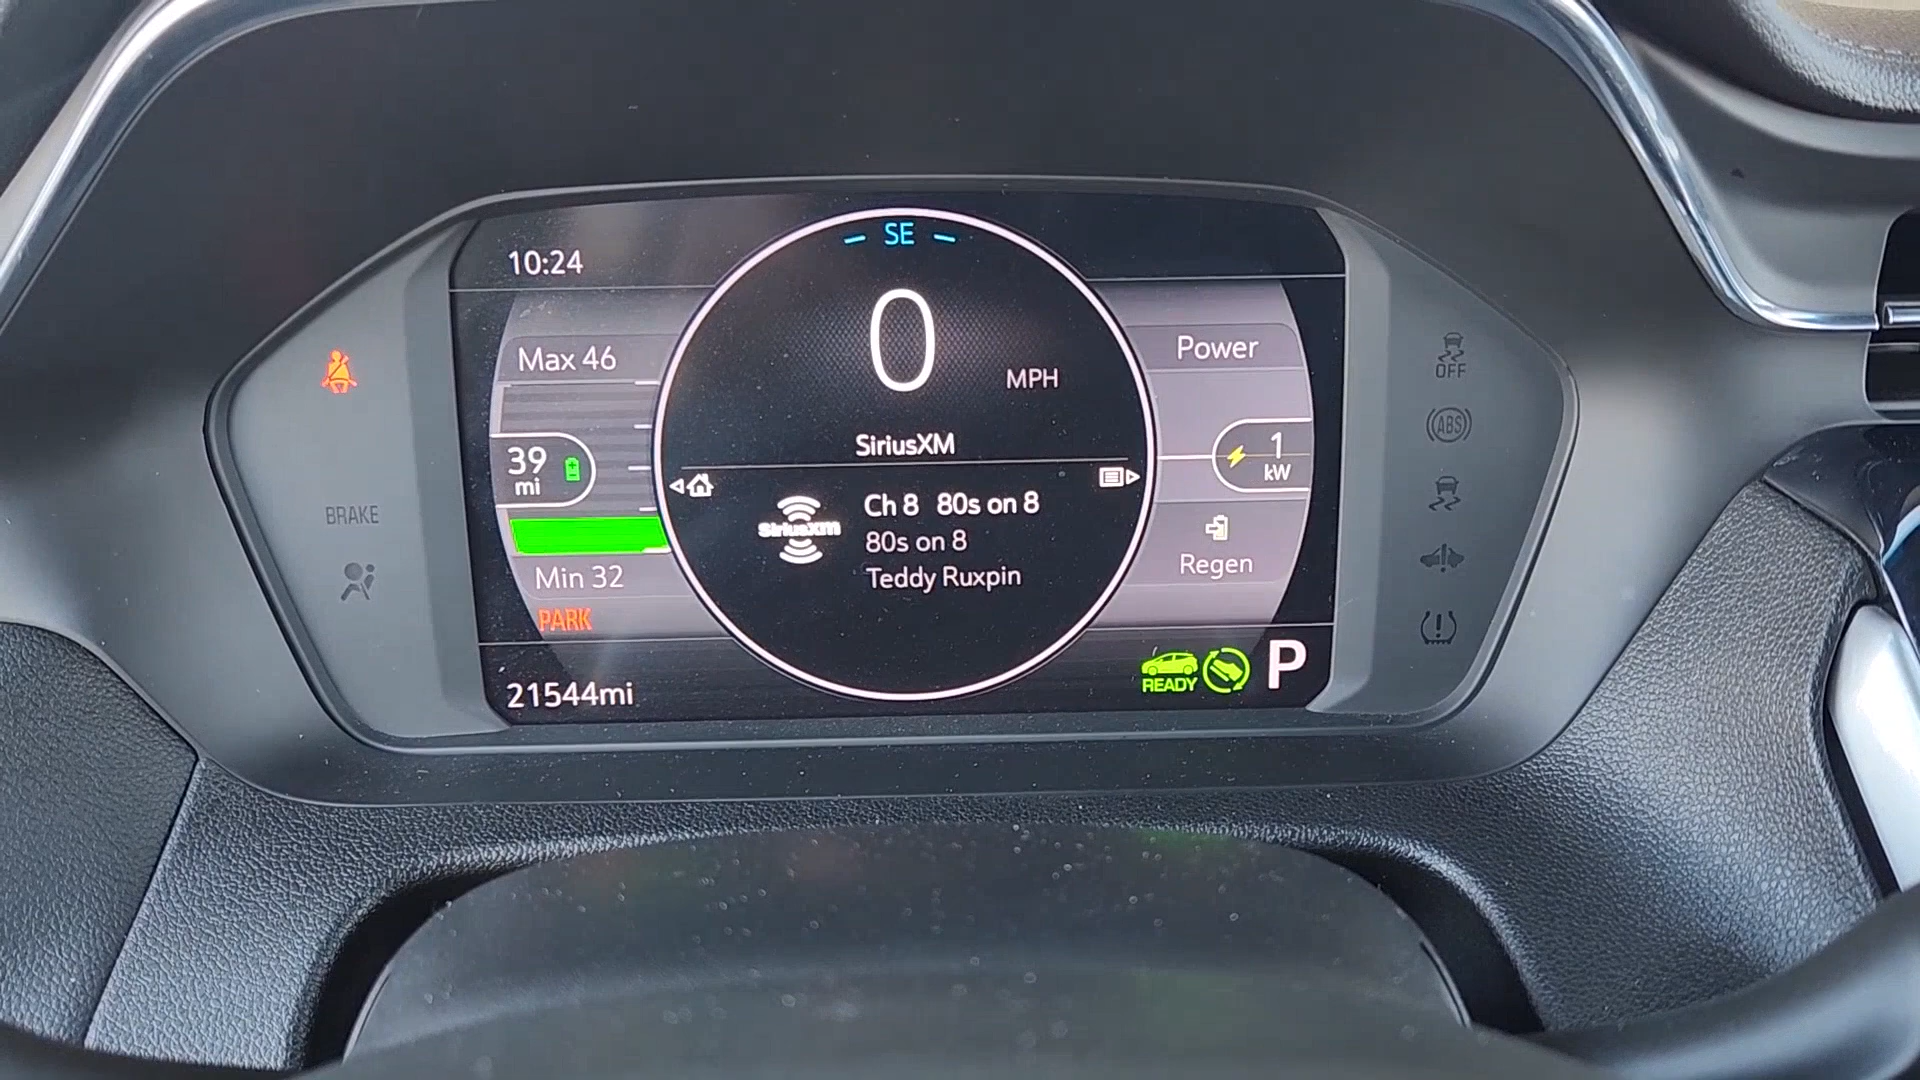 SE
10:24
0
MPH
Max 46
Power
39
mi
1
kW
SiriusXM
Ch 8 80s on 8
SiriusXM
80s on 8
Teddy Ruxpin
Min 32
Regen
PARK
21544mi
READY
P
BRAKE
OFF
ABS